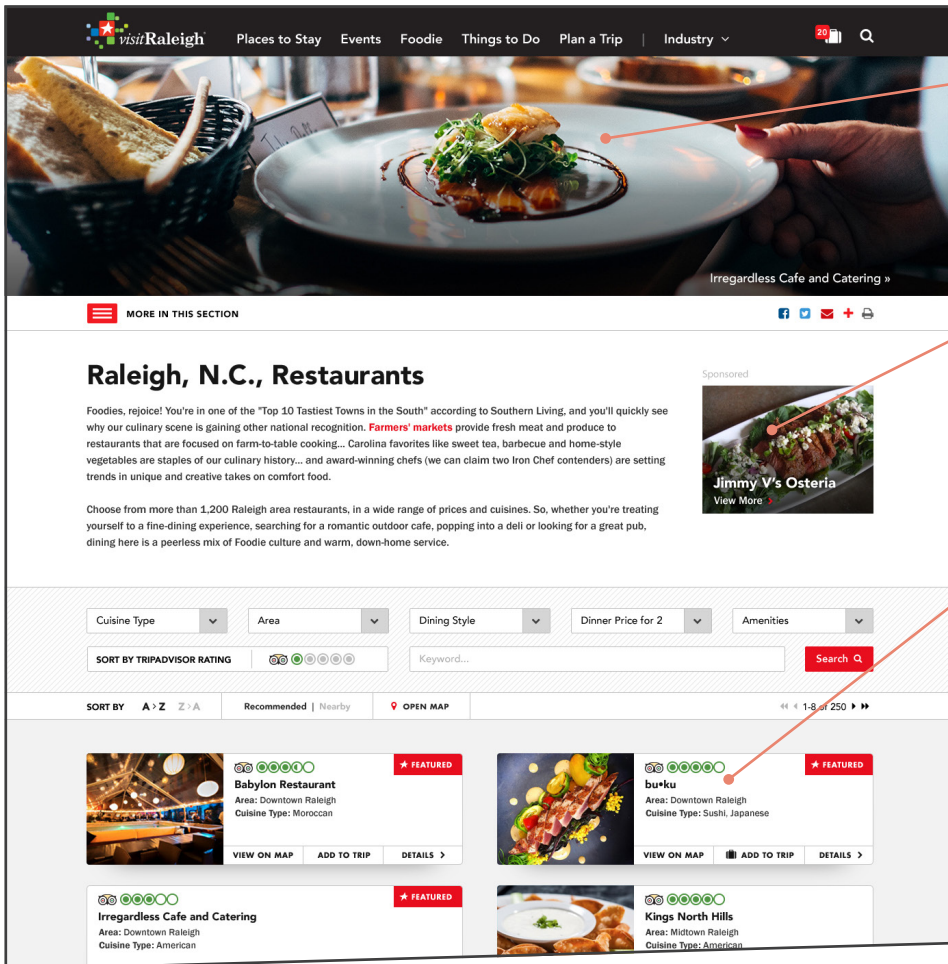 visitRaleigh
Places to Stay Events Foodie Things to Do Plan a Trip | Industry
20
Irregardless Cafe and Catering »
MORE IN THIS SECTION
Raleigh, N.C., Restaurants
Foodies, rejoice! You're in one of the "Top 10 Tastiest Towns in the South" according to Southern Living, and you'll quickly see
why our culinary scene is gaining other national recognition. Farmers' markets provide fresh meat and produce to
restaurants that are focused on farm-to-table cooking... Carolina favorites like sweet tea, barbecue and home-style
vegetables are staples of our culinary history... and award-winning chefs (we can claim two Iron Chef contenders) are setting
trends in unique and creative takes on comfort food.
Choose from more than 1,200 Raleigh area restaurants, in a wide range of prices and cuisines. So, whether you're treating
yourself to a fine-dining experience, searching for a romantic outdoor cafe, popping into a deli or looking for a great pub,
dining here is a peerless mix of Foodie culture and warm, down-home service.
Sponsored
Jimmy V's Osteria
View More >
Cuisine Type
Area
Dining Style
Dinner Price for 2
Amenities
SORT BY TRIPADVISOR RATING
Keyword...
Search
SORT BY A > Z Z > A
Recommended | Nearby
OPEN MAP
1-8 of 250
★ FEATURED
Babylon Restaurant
Area: Downtown Raleigh
Cuisine Type: Moroccan
VIEW ON MAP ADD TO TRIP DETAILS >
★ FEATURED
bu•ku
Area: Downtown Raleigh
Cuisine Type: Sushi, Japanese
VIEW ON MAP ADD TO TRIP DETAILS >
★ FEATURED
Irregardless Cafe and Catering
Area: Downtown Raleigh
Cuisine Type: American
Kings North Hills
Area: Midtown Raleigh
Cuisine Type: American